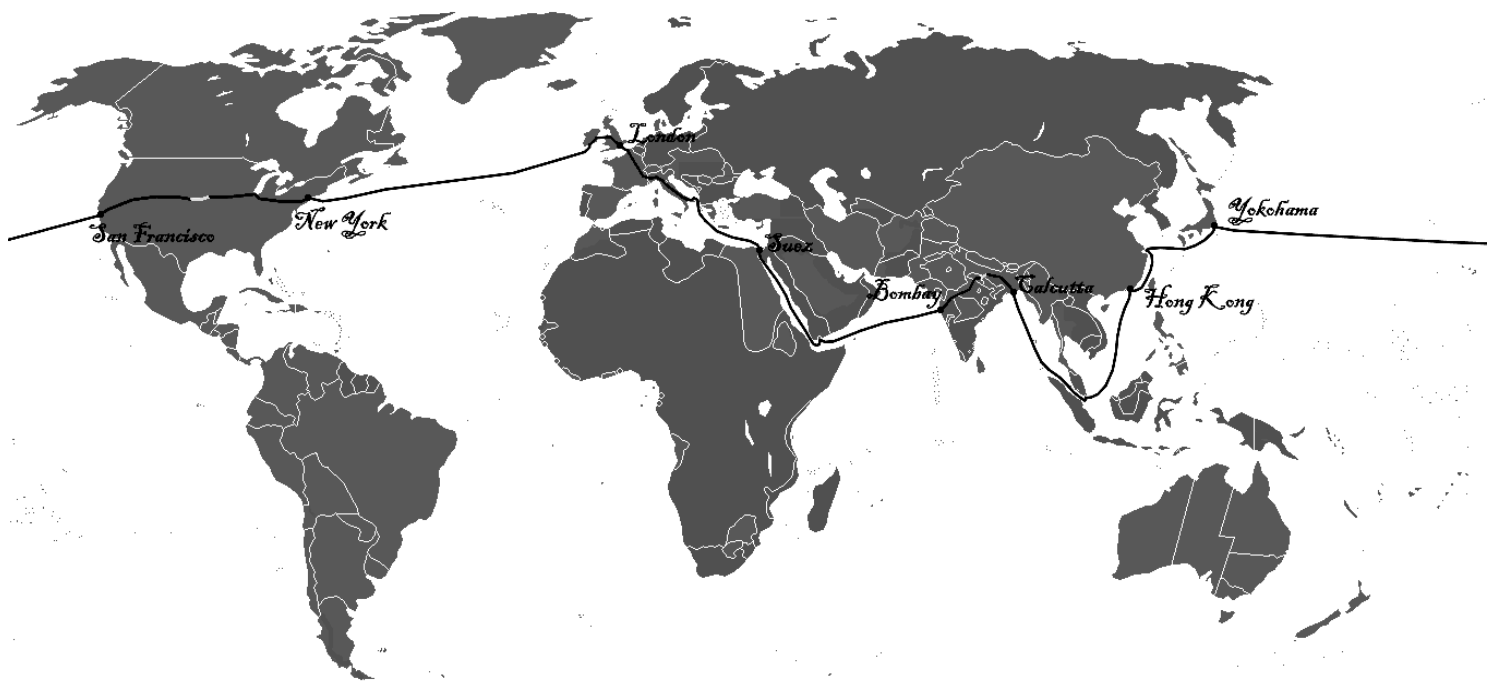 London
Yokohama
New York
San Francisco
Suez
Bombay
Calcutta
Hong Kong